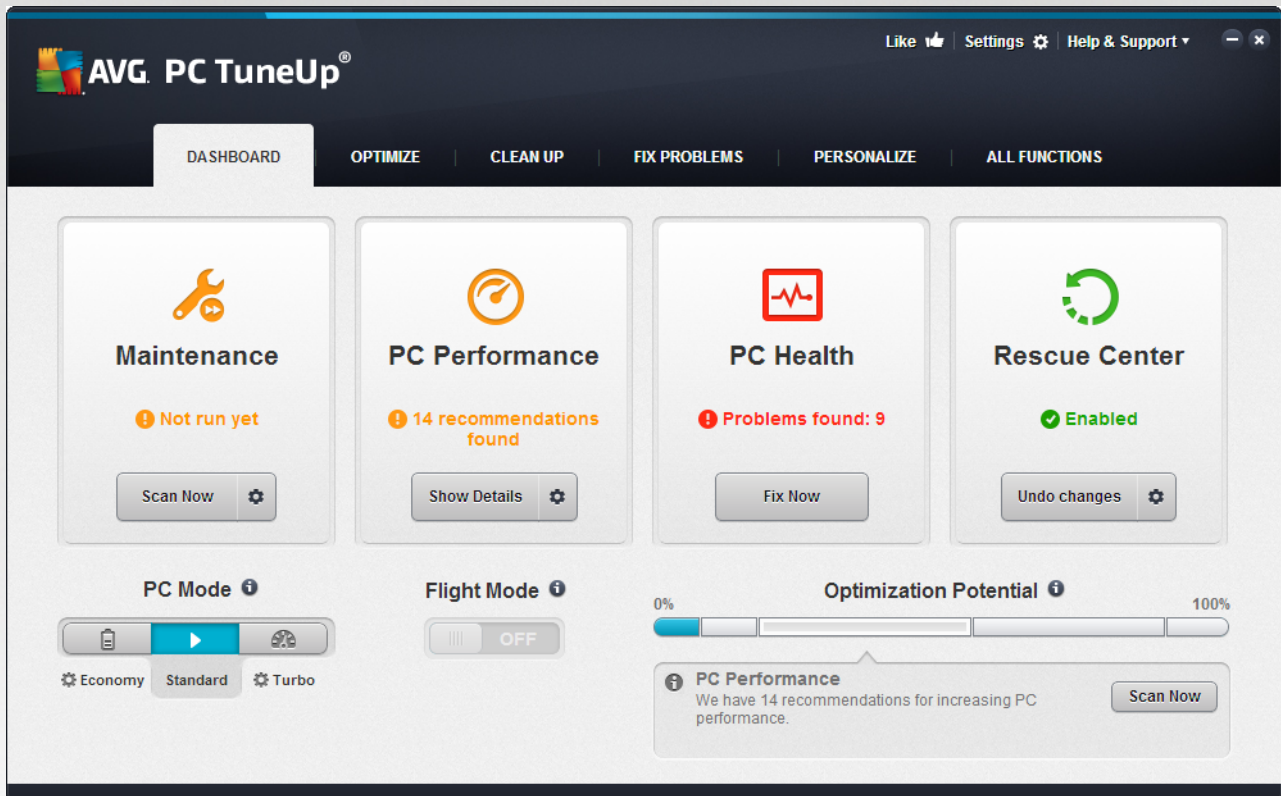 Like
Settings
Help & Support
AVG. PC TuneUp®
DASHBOARD
OPTIMIZE
CLEAN UP
FIX PROBLEMS
PERSONALIZE
ALL FUNCTIONS
Maintenance
Not run yet
Scan Now
PC Performance
14 recommendations
found
Show Details
PC Health
Problems found: 9
Fix Now
Rescue Center
Enabled
Undo changes
PC Mode
Economy
Standard
Turbo
Flight Mode
OFF
Optimization Potential
0%
100%
PC Performance
We have 14 recommendations for increasing PC
performance.
Scan Now